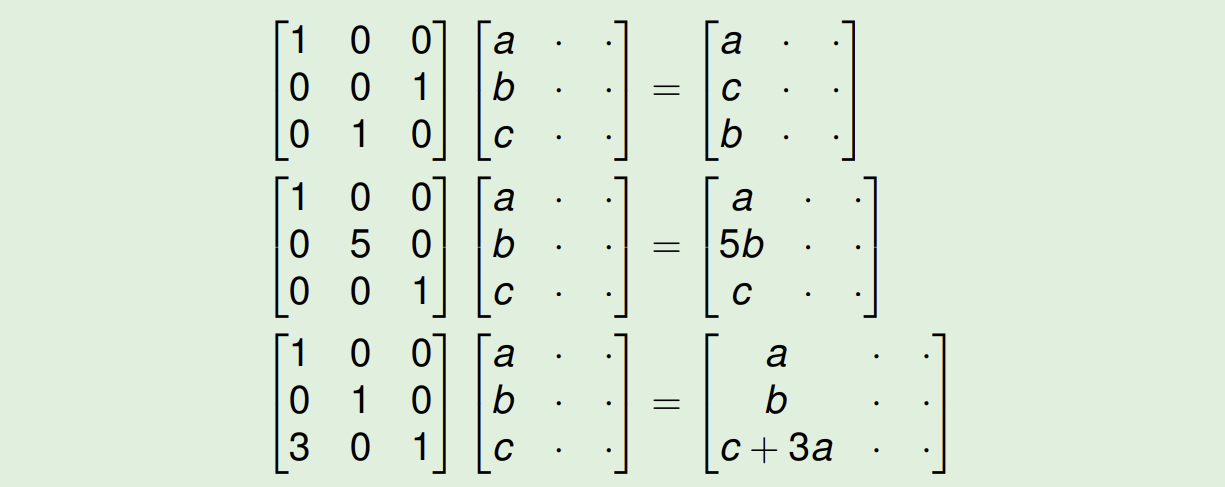 [1 0 0] [a · ·]   [a · ·]
[0 0 1] [b · ·] = [c · ·]
[0 1 0] [c · ·]   [b · ·]
[1 0 0] [a · ·]   [a · ·]
[0 5 0] [b · ·] = [5b · ·]
[0 0 1] [c · ·]   [c · ·]
[1 0 0] [a · ·]   [a · ·]
[0 1 0] [b · ·] = [b · ·]
[3 0 1] [c · ·]   [c + 3a · ·]